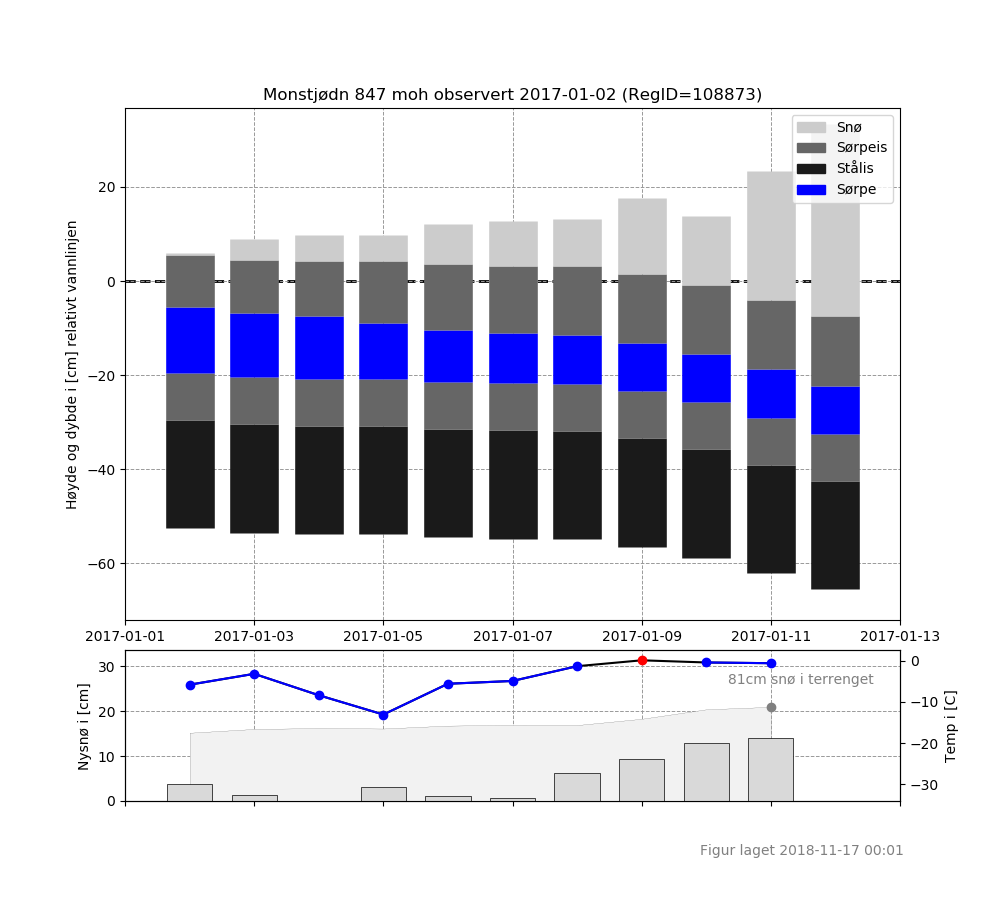 Monstjødn 847 moh observert 2017-01-02 (RegID=108873)
Snø
Sørpeis
Stålis
Sørpe
Høyde og dybde i [cm] relativt vannlinjen
20
0
−20
−40
−60
2017-01-01 2017-01-03 2017-01-05 2017-01-07 2017-01-09 2017-01-11 2017-01-13
Nysnø i [cm]
30
20
10
0
81cm snø i terrenget
0
−10
−20
−30
Temp i [C]
Figur laget 2018-11-17 00:01